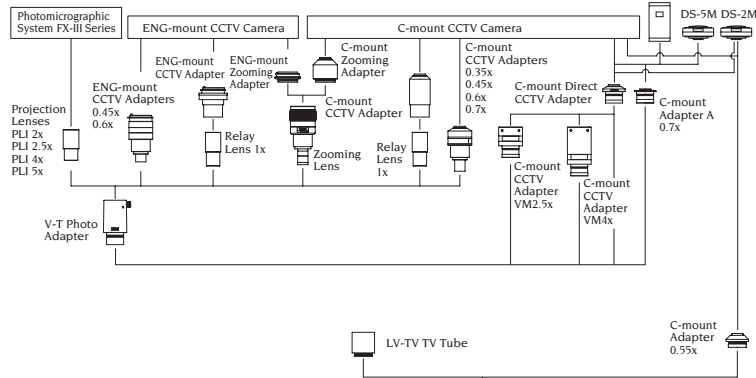 Photomicrographic
System FX-III Series
ENG-mount CCTV Camera
C-mount CCTV Camera
DS-5M DS-2M
ENG-mount
CCTV Adapter
ENG-mount
Zooming
Adapter
C-mount
Zooming
Adapter
C-mount
CCTV Adapters
0.35x
0.45x
0.6x
0.7x
ENG-mount
CCTV Adapters
0.45x
0.6x
C-mount
CCTV Adapter
C-mount Direct
CCTV Adapter
C-mount
Adapter A
0.7x
Projection
Lenses
PLI 2x
PLI 2.5x
PLI 4x
PLI 5x
Relay
Lens 1x
Zooming
Lens
Relay
Lens
1x
C-mount
CCTV
Adapter
VM2.5x
C-mount
CCTV
Adapter
VM4x
V-T Photo
Adapter
LV-TV TV Tube
C-mount
Adapter
0.55x